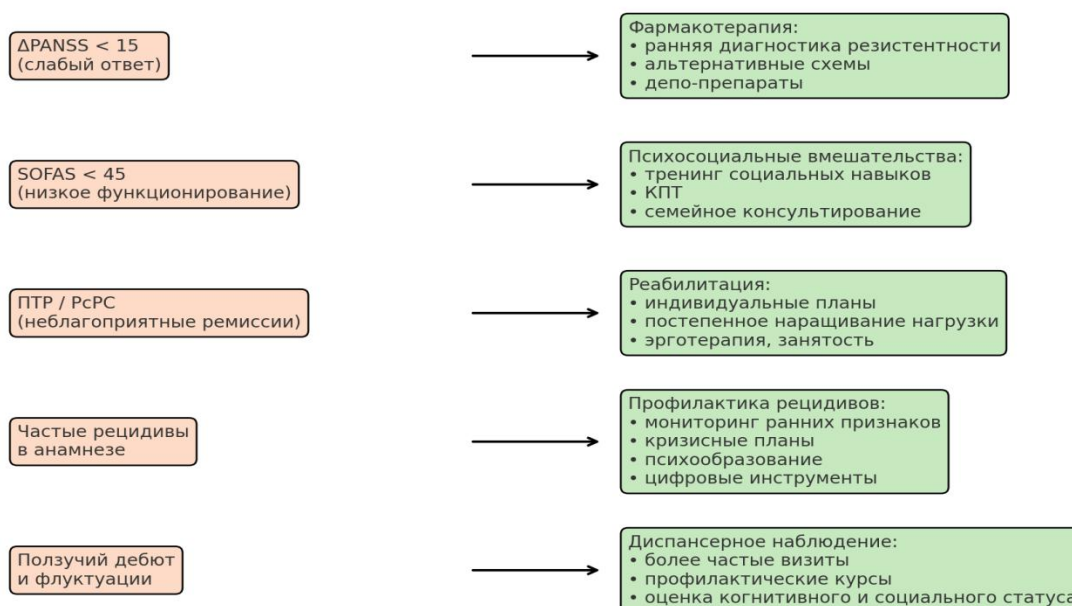 ΔPANSS < 15
(слабый ответ)
Фармакотерапия:
• ранняя диагностика резистентности
• альтернативные схемы
• депо-препараты
SOFAS < 45
(низкое функционирование)
Психосоциальные вмешательства:
• тренинг социальных навыков
• КПТ
• семейное консультирование
ПТР / РсРС
(неблагоприятные ремиссии)
Реабилитация:
• индивидуальные планы
• постепенное наращивание нагрузки
• эрготерапия, занятость
Частые рецидивы
в анамнезе
Профилактика рецидивов:
• мониторинг ранних признаков
• кризисные планы
• психообразование
• цифровые инструменты
Ползучий дебют
и флуктуации
Диспансерное наблюдение:
• более частые визиты
• профилактические курсы
• оценка когнитивного и социального статуса